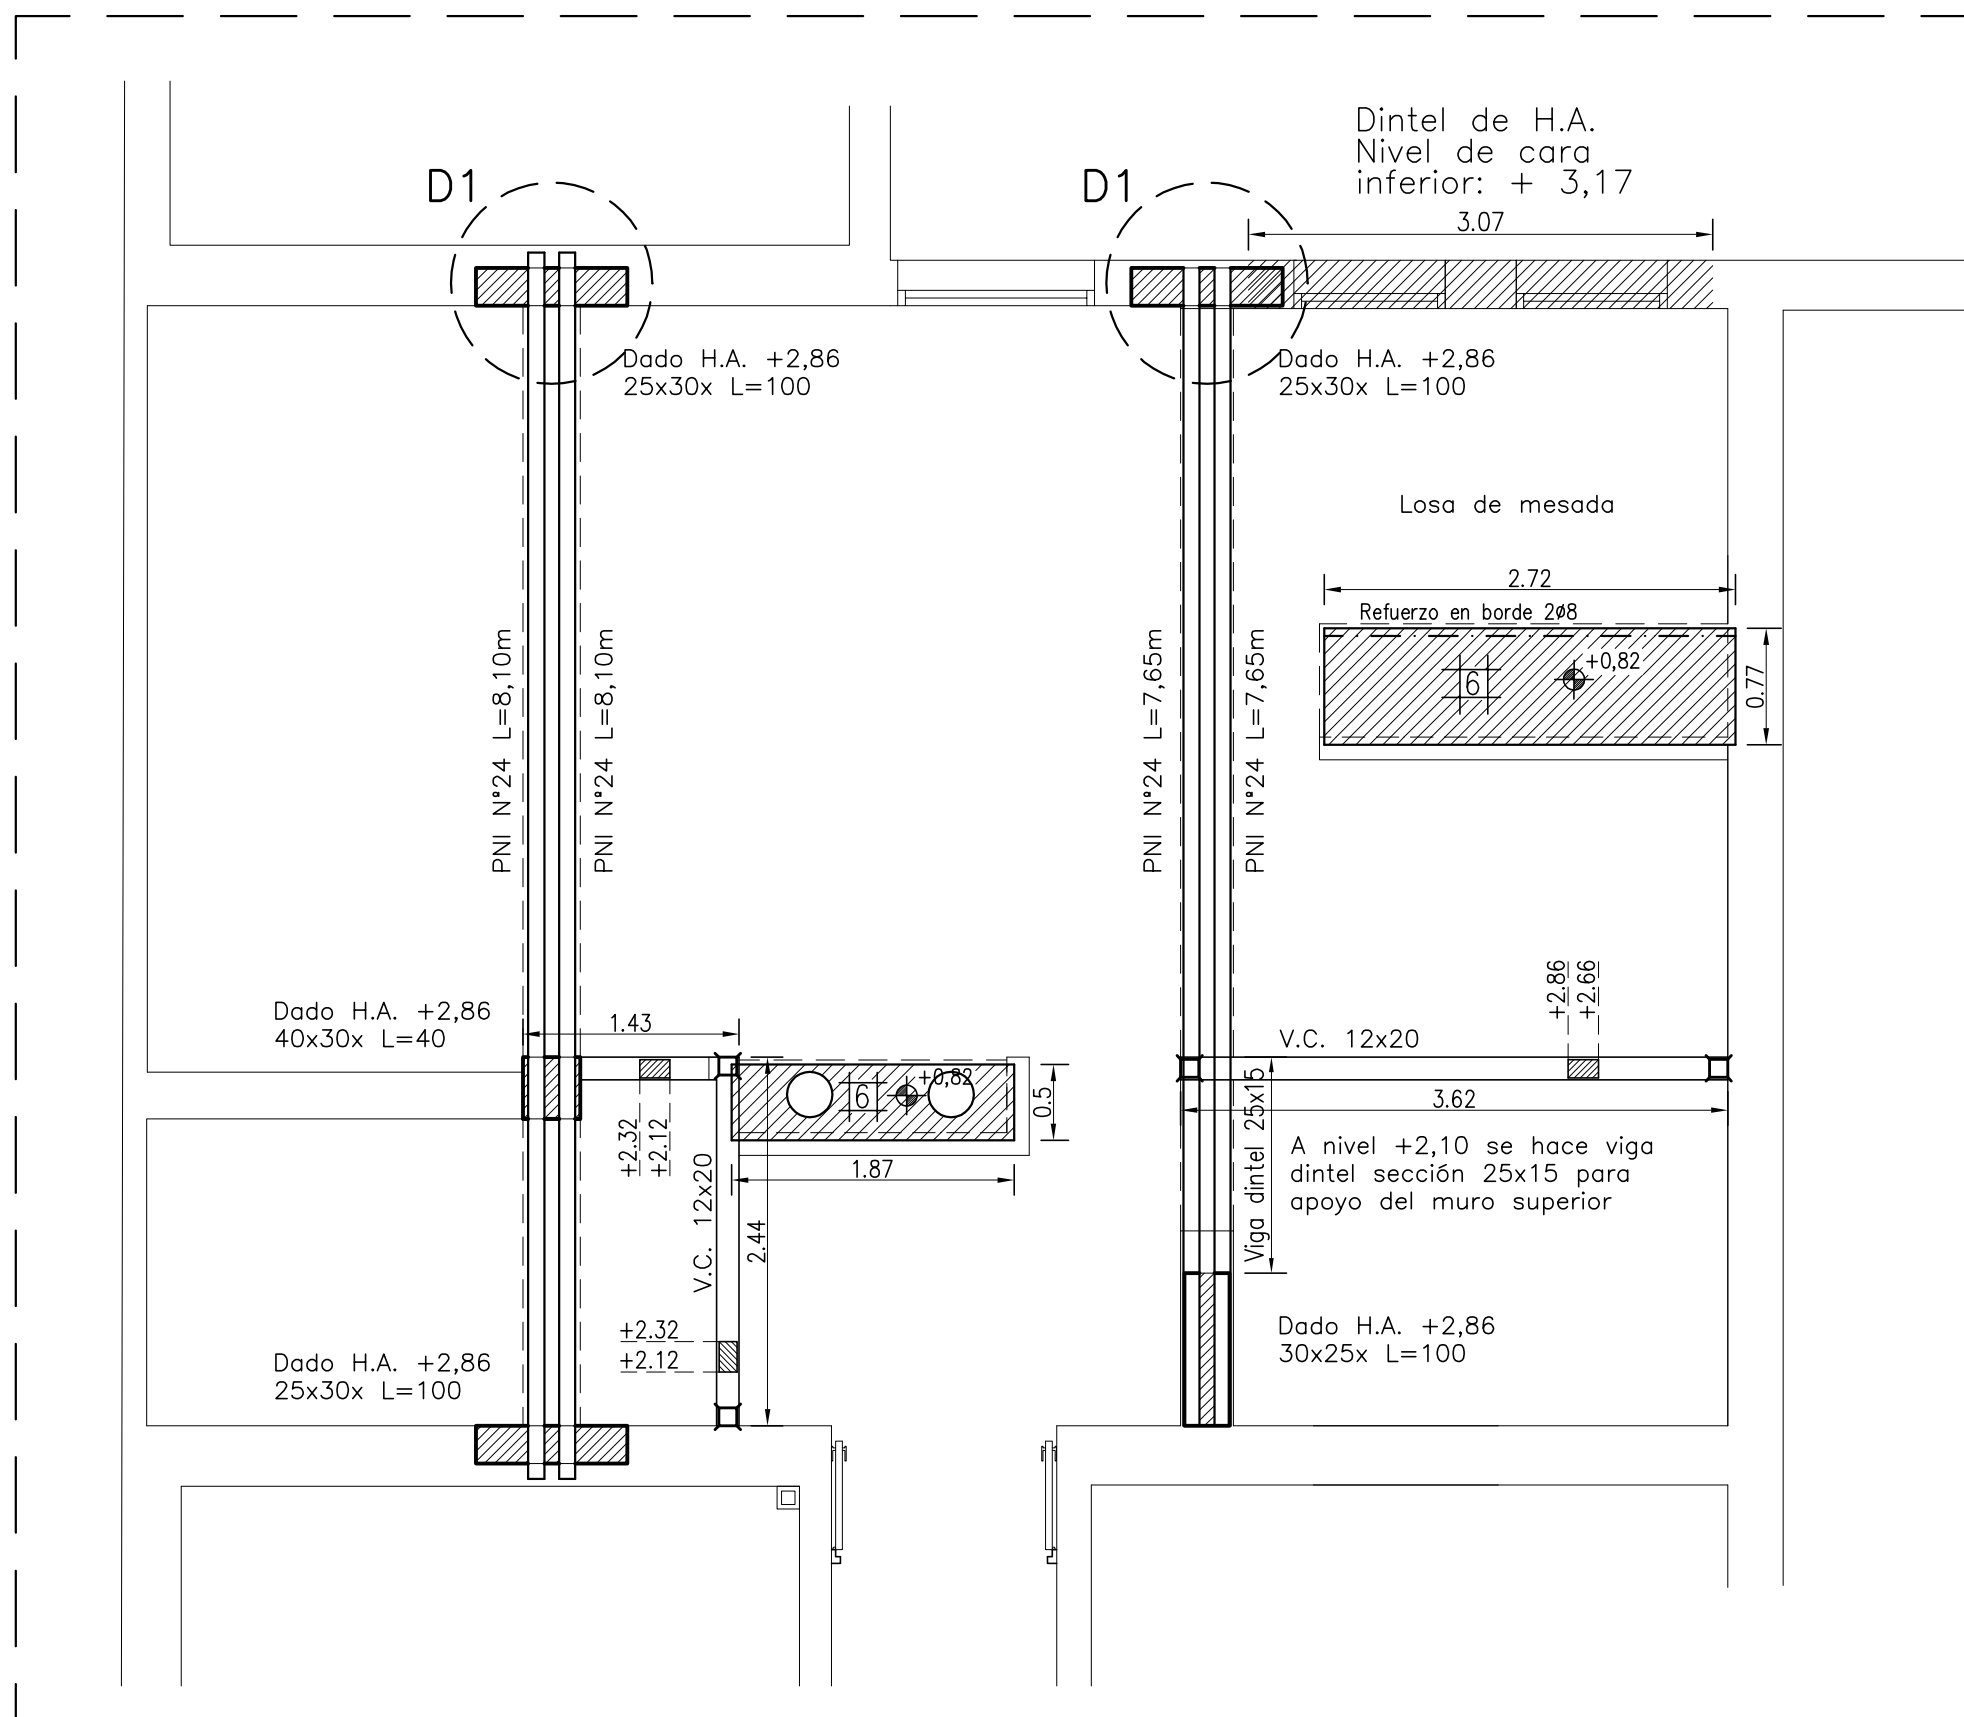 Dintel de H.A.
Nivel de cara
inferior: + 3,17
D1
D1
3.07
Dado H.A. +2,86
25x30x L=100
Dado H.A. +2,86
25x30x L=100
Losa de mesada
2.72
Refuerzo en borde 2ø8
+0,82
6
0.77
PNI N°24 L=8,10m
PNI N°24 L=8,10m
PNI N°24 L=7,65m
PNI N°24 L=7,65m
Dado H.A. +2,86
40x30x L=40
1.43
+2.86
+2.66
V.C. 12x20
+0,82
6
0.5
3.62
+2.32
+2.12
1.87
V.C. 12x20
2.44
Viga dintel 25x15
A nivel +2,10 se hace viga
dintel sección 25x15 para
apoyo del muro superior
+2.32
+2.12
Dado H.A. +2,86
30x25x L=100
Dado H.A. +2,86
25x30x L=100